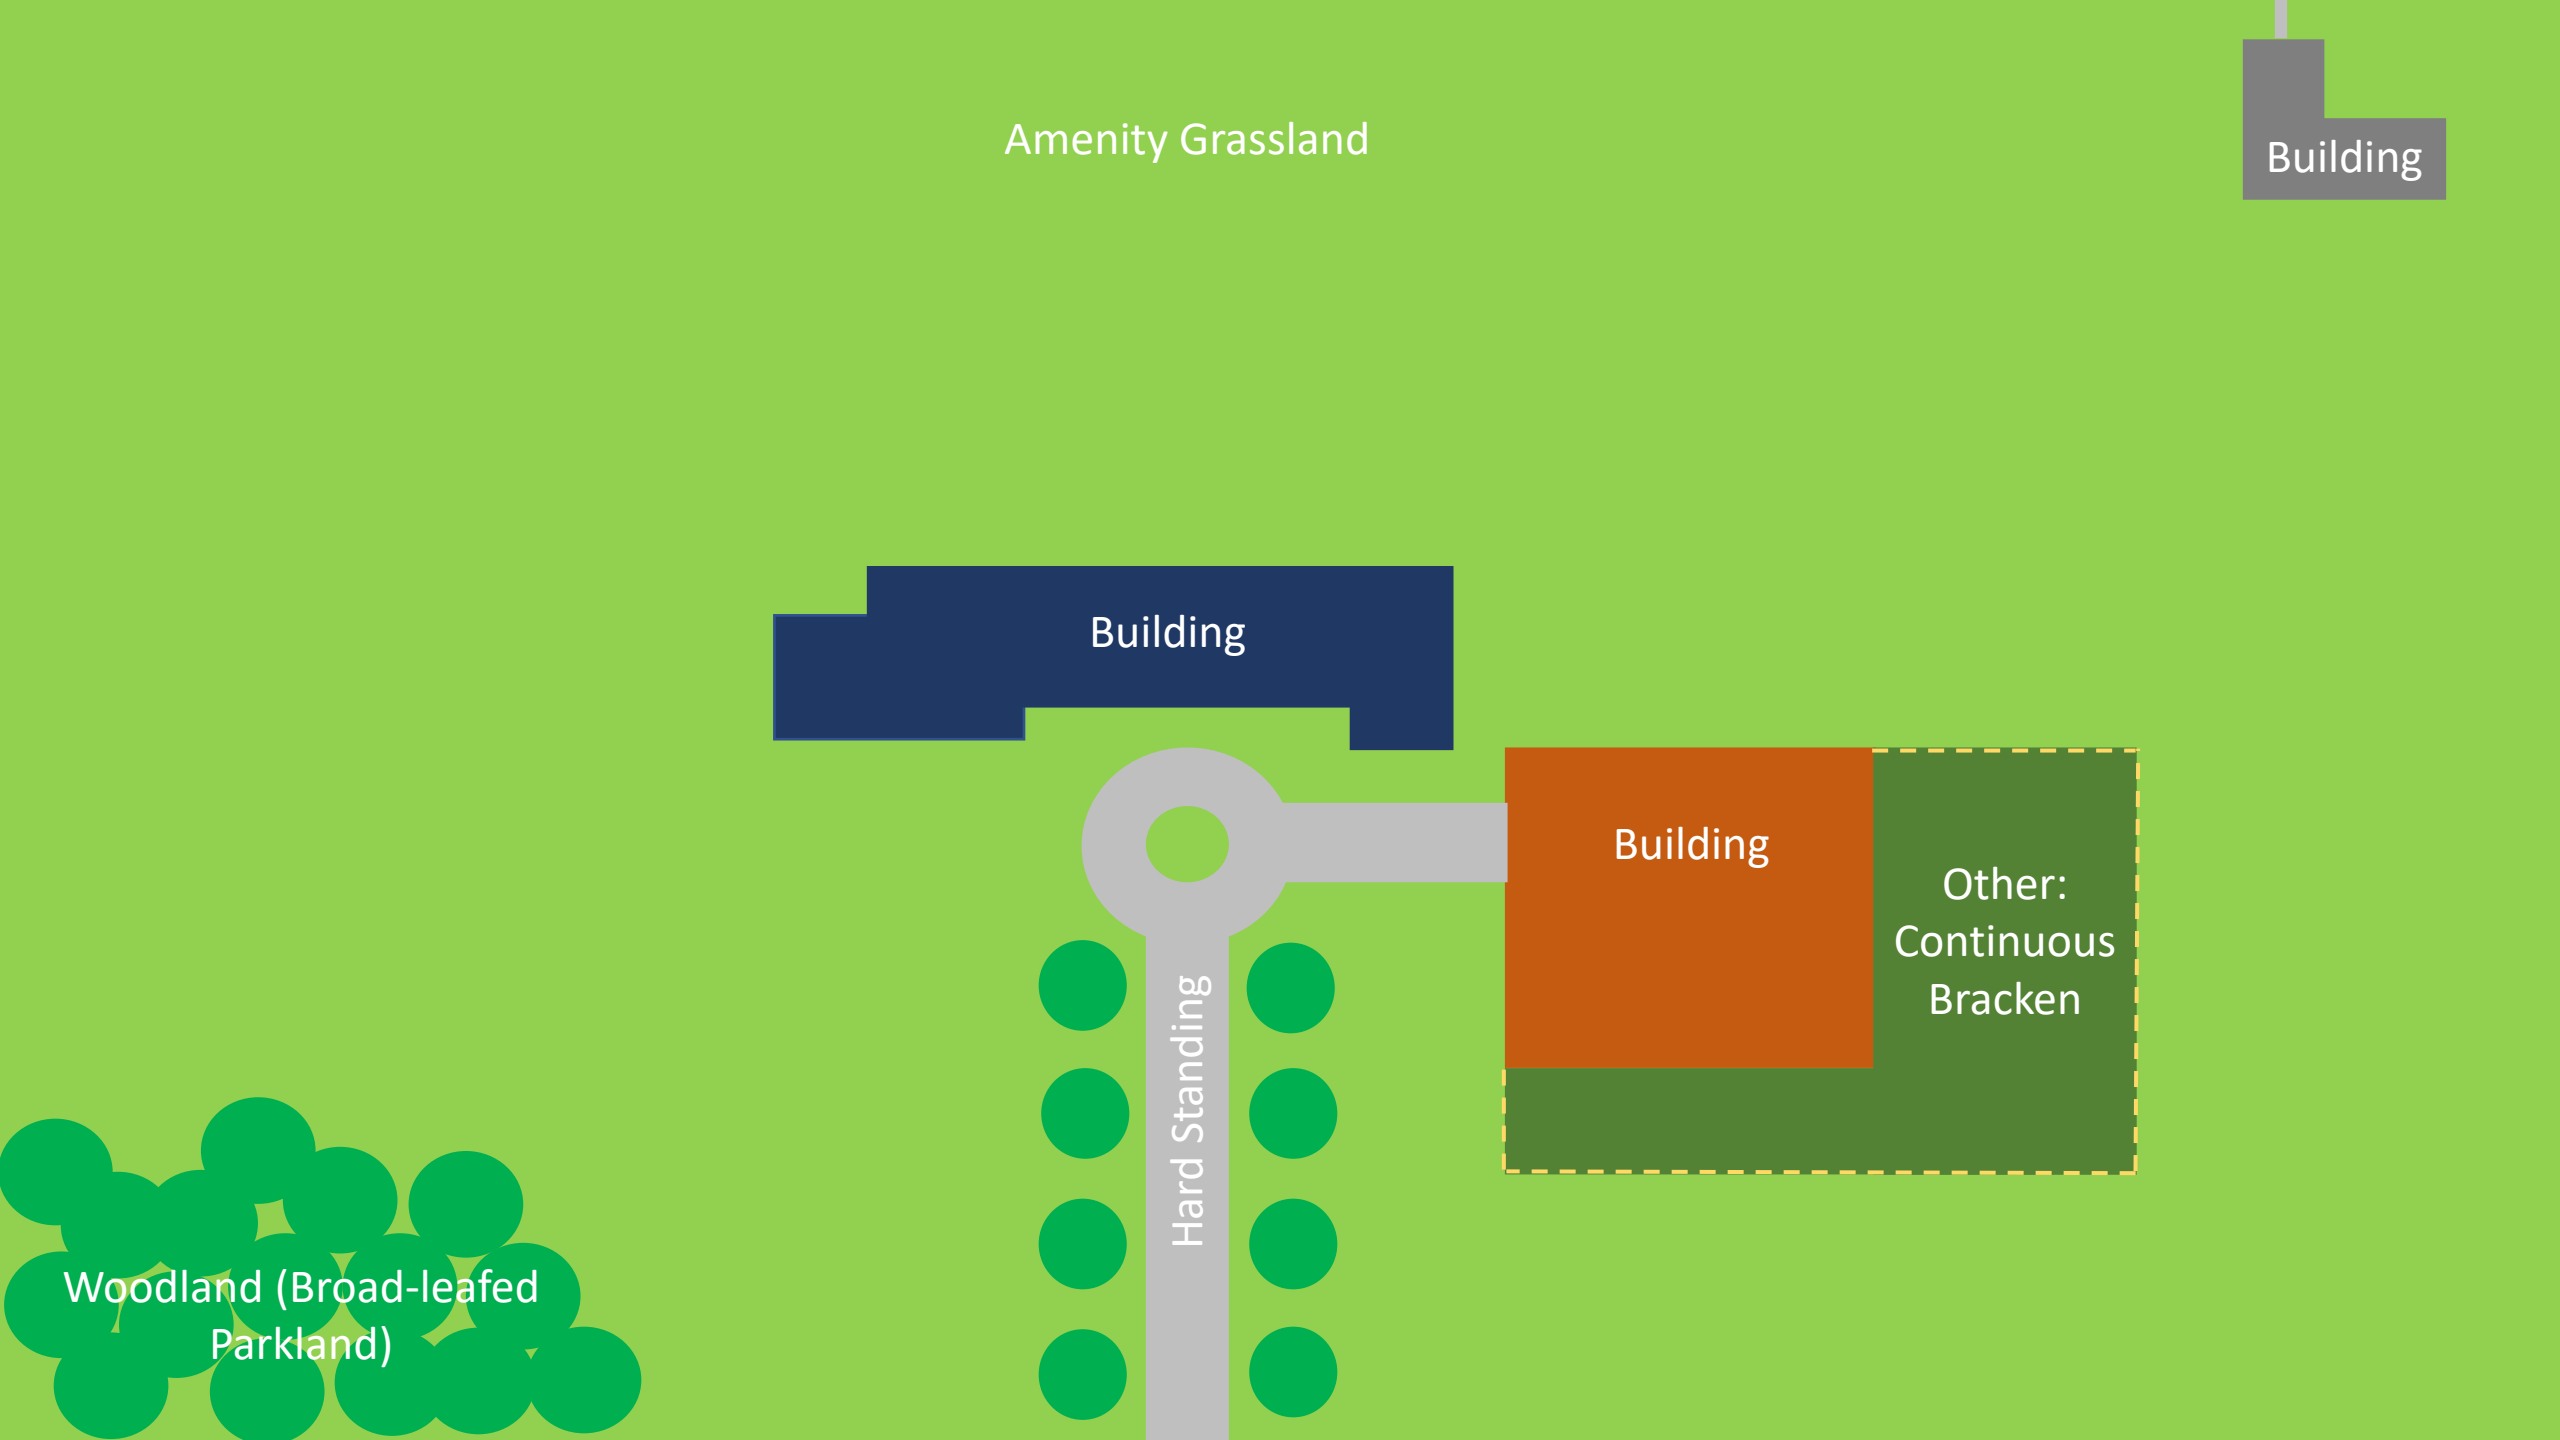 Amenity Grassland
Building
Building
Building
Other:
Continuous
Bracken
Hard Standing
Woodland (Broad-leafed
Parkland)